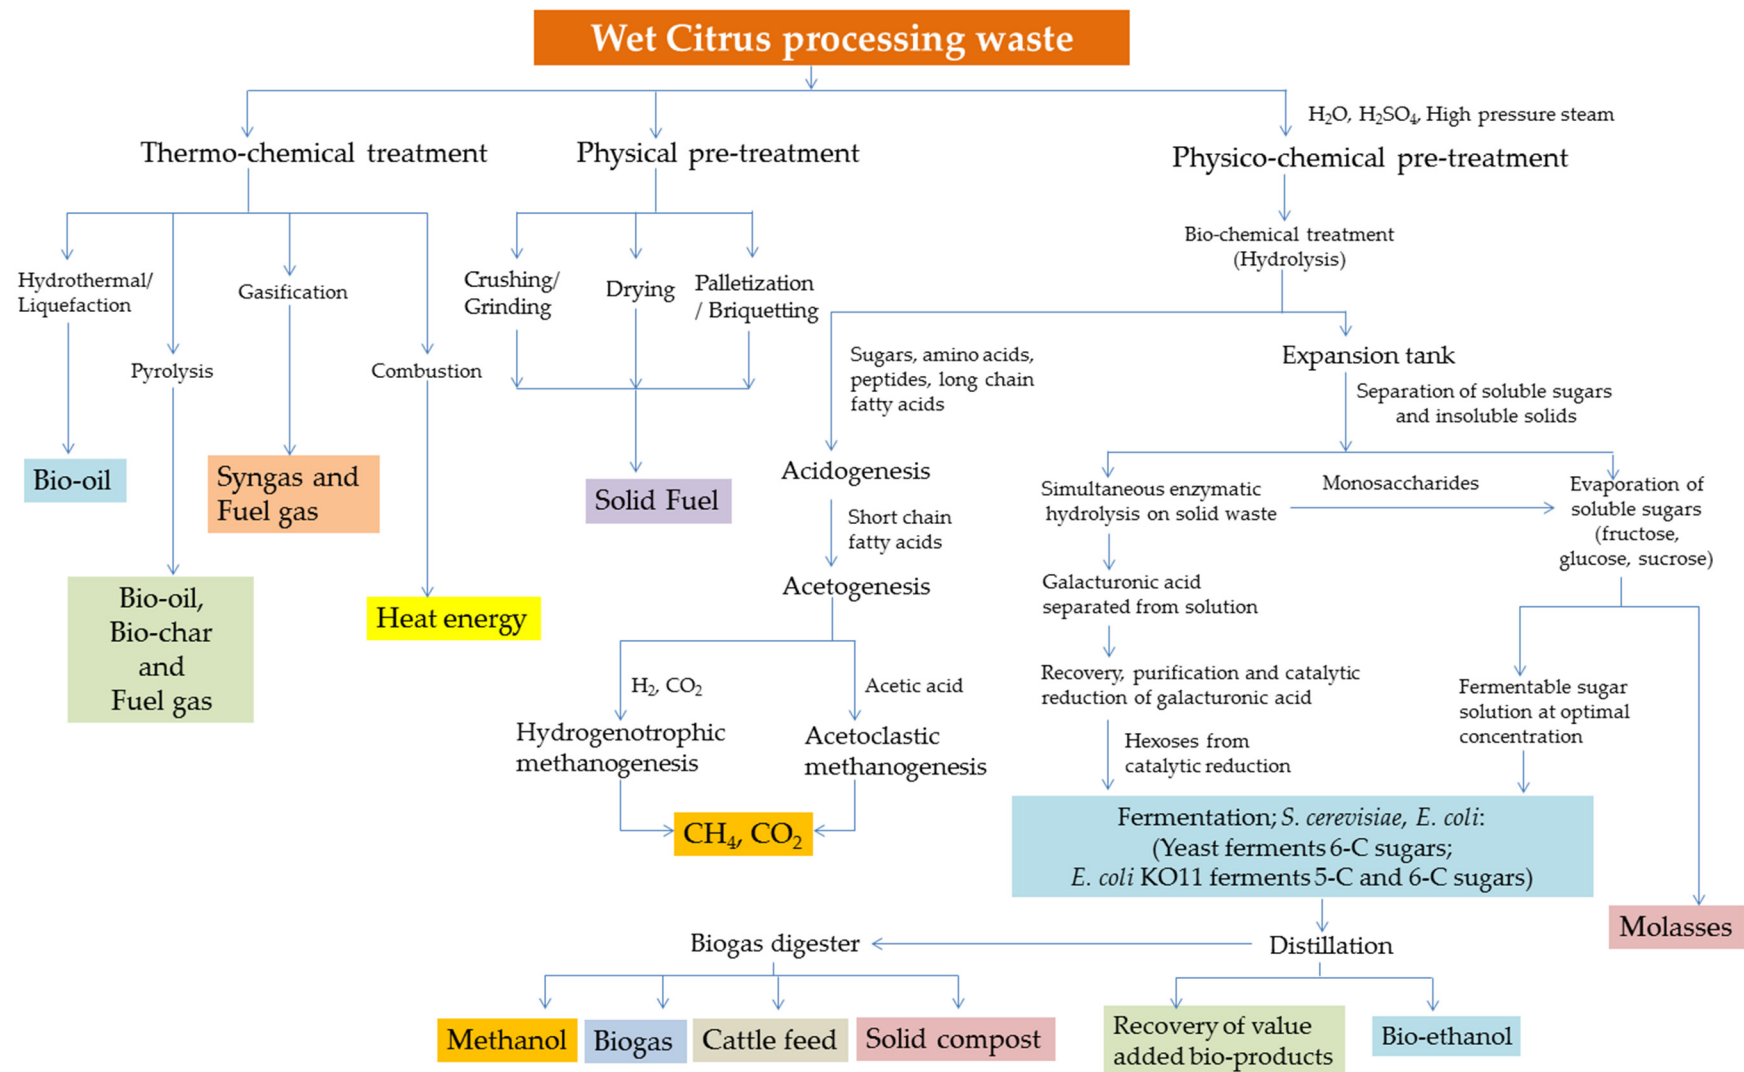 Wet Citrus processing waste
H₂O, H₂SO₄, High pressure steam
Thermo-chemical treatment
Physical pre-treatment
Physico-chemical pre-treatment
Bio-chemical treatment
(Hydrolysis)
Hydrothermal/
Liquefaction
Gasification
Pyrolysis
Combustion
Crushing/
Grinding
Drying
Palletization
/ Briquetting
Bio-oil
Syngas and
Fuel gas
Bio-oil,
Bio-char
and
Fuel gas
Heat energy
Solid Fuel
Sugars, amino acids,
peptides, long chain
fatty acids
Acidogenesis
Short chain
fatty acids
Acetogenesis
H₂, CO₂
Acetic acid
Hydrogenotrophic
methanogenesis
Acetoclastic
methanogenesis
CH₄, CO₂
Expansion tank
Separation of soluble sugars
and insoluble solids
Simultaneous enzymatic
hydrolysis on solid waste
Monosaccharides
Evaporation of
soluble sugars
(fructose,
glucose, sucrose)
Galacturonic acid
separated from solution
Recovery, purification and catalytic
reduction of galacturonic acid
Hexoses from
catalytic reduction
Fermentable sugar
solution at optimal
concentration
Fermentation; S. cerevisiae, E. coli:
(Yeast ferments 6-C sugars;
E. coli KO11 ferments 5-C and 6-C sugars)
Molasses
Distillation
Biogas digester
Methanol
Biogas
Cattle feed
Solid compost
Recovery of value
added bio-products
Bio-ethanol